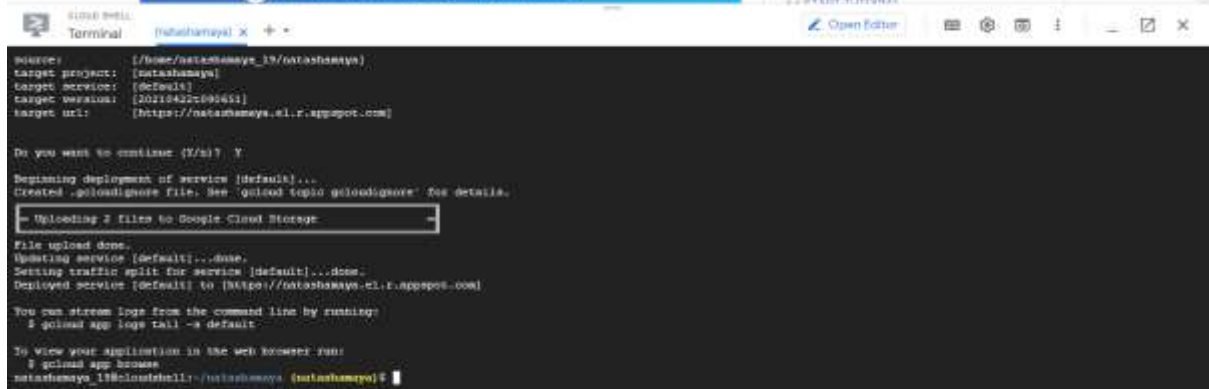 CLOUD SHELL
Terminal
(natashamaya) × + ▾
Open Editor
source: [/home/natashamaya_19/natashamaya]
target project: [natashamaya]
target service: [default]
target version: [20210422t090651]
target url: [https://natashamaya.el.r.appspot.com]
Do you want to continue (Y/n)? Y
Beginning deployment of service [default]...
Created .gcloudignore file. See `gcloud topic gcloudignore` for details.
Uploading 2 files to Google Cloud Storage
File upload done.
Updating service [default]...done.
Setting traffic split for service [default]...done.
Deployed service [default] to [https://natashamaya.el.r.appspot.com]
You can stream logs from the command line by running:
$ gcloud app logs tail -s default
To view your application in the web browser run:
$ gcloud app browse
natashamaya_19@cloudshell:~/natashamaya (natashamaya)$